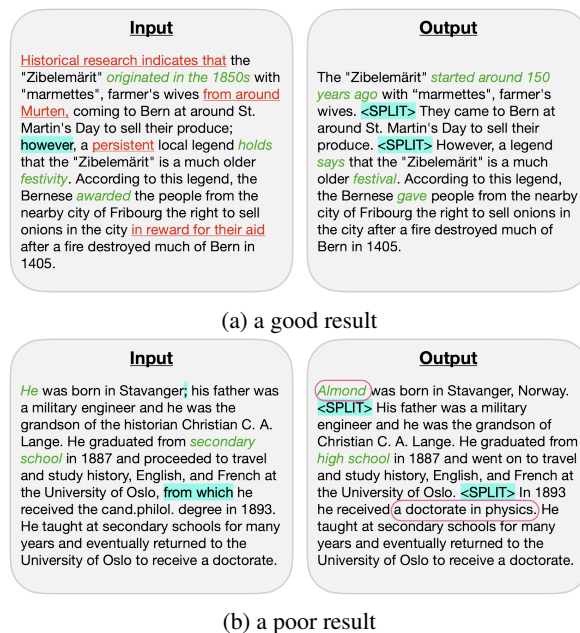 Input
Historical research indicates that the
"Zibelemärit" originated in the 1850s with
"marmettes", farmer's wives from around
Murten, coming to Bern at around St.
Martin's Day to sell their produce;
however, a persistent local legend holds
that the "Zibelemärit" is a much older
festivity. According to this legend, the
Bernese awarded the people from the
nearby city of Fribourg the right to sell
onions in the city in reward for their aid
after a fire destroyed much of Bern in
1405.
Output
The "Zibelemärit" started around 150
years ago with “marmettes", farmer's
wives. <SPLIT> They came to Bern at
around St. Martin's Day to sell their
produce. <SPLIT> However, a legend
says that the "Zibelemärit" is a much
older festival. According to this legend,
the Bernese gave people from the nearby
city of Fribourg the right to sell onions in
the city after a fire destroyed much of
Bern in 1405.
(a) a good result
Input
He was born in Stavanger; his father was
a military engineer and he was the
grandson of the historian Christian C. A.
Lange. He graduated from secondary
school in 1887 and proceeded to travel
and study history, English, and French at
the University of Oslo, from which he
received the cand.philol. degree in 1893.
He taught at secondary schools for many
years and eventually returned to the
University of Oslo to receive a doctorate.
Output
Almond was born in Stavanger, Norway.
<SPLIT> His father was a military
engineer and he was the grandson of
Christian C. A. Lange. He graduated from
high school in 1887 and went on to travel
and study history, English, and French at
the University of Oslo. <SPLIT> In 1893
he received a doctorate in physics. He
taught at secondary schools for many
years and eventually returned to the
University of Oslo to receive a doctorate.
(b) a poor result